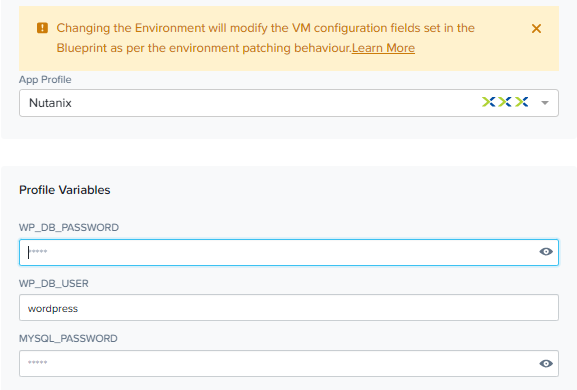 Changing the Environment will modify the VM configuration fields set in the
Blueprint as per the environment patching behaviour.Learn More
App Profile
Nutanix
Profile Variables
WP_DB_PASSWORD
*****
WP_DB_USER
wordpress
MYSQL_PASSWORD
*****